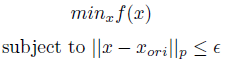 min_x f(x)
subject to ||x − x_ori||_p ≤ ϵ